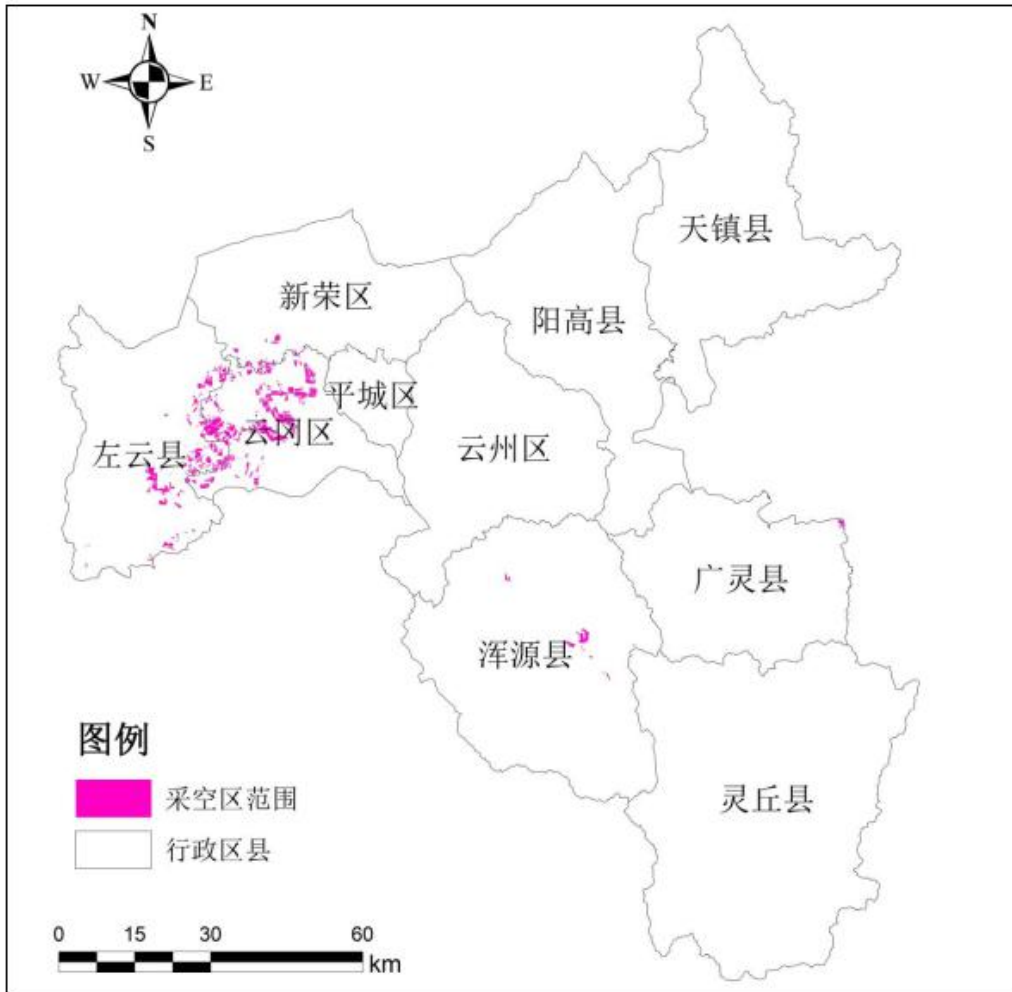 N
W E
S
天镇县
新荣区
阳高县
平城区
云冈区
云州区
左云县
广灵县
浑源县
灵丘县
图例
采空区范围
行政区县
0 15 30 60
km